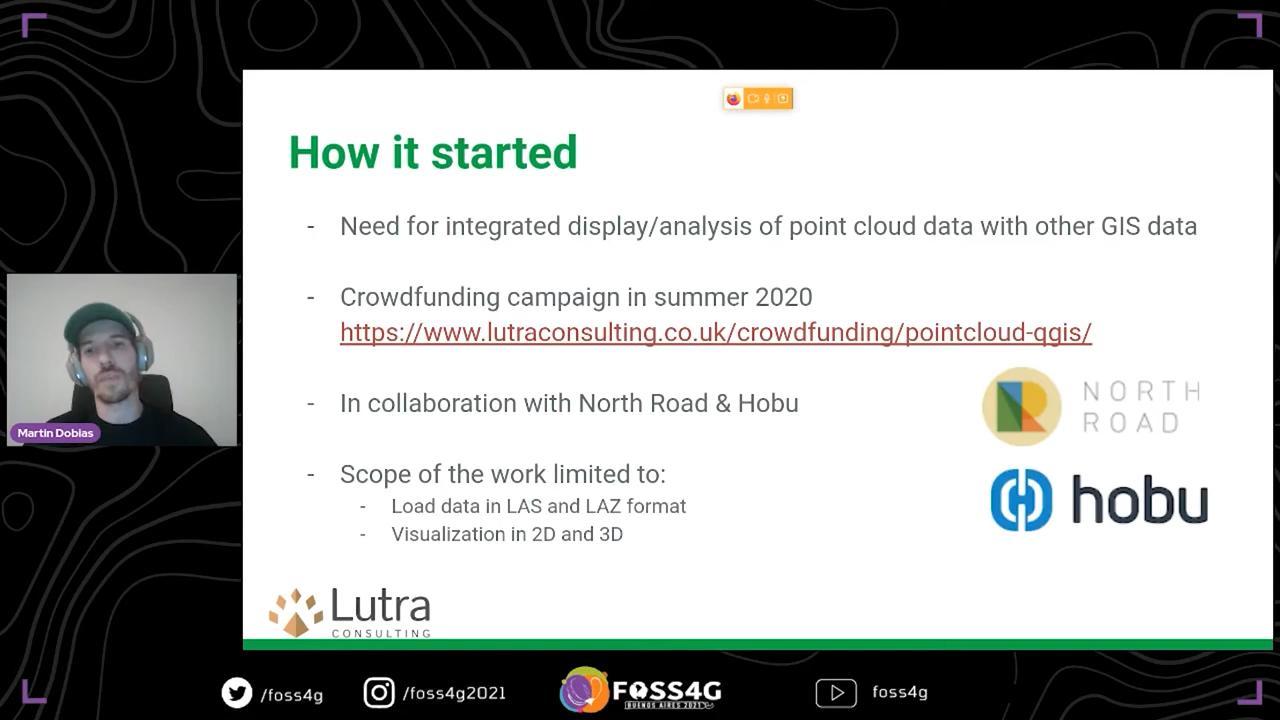 How it started
- Need for integrated display/analysis of point cloud data with other GIS data
- Crowdfunding campaign in summer 2020
https://www.lutraconsulting.co.uk/crowdfunding/pointcloud-qgis/
- In collaboration with North Road & Hobu
NORTH
ROAD
- Scope of the work limited to:
hobu
- Load data in LAS and LAZ format
- Visualization in 2D and 3D
Martin Dobias
Lutra
CONSULTING
/foss4g
/foss4g2021
FOSS4G
BUENOS AIRES 2021
foss4g